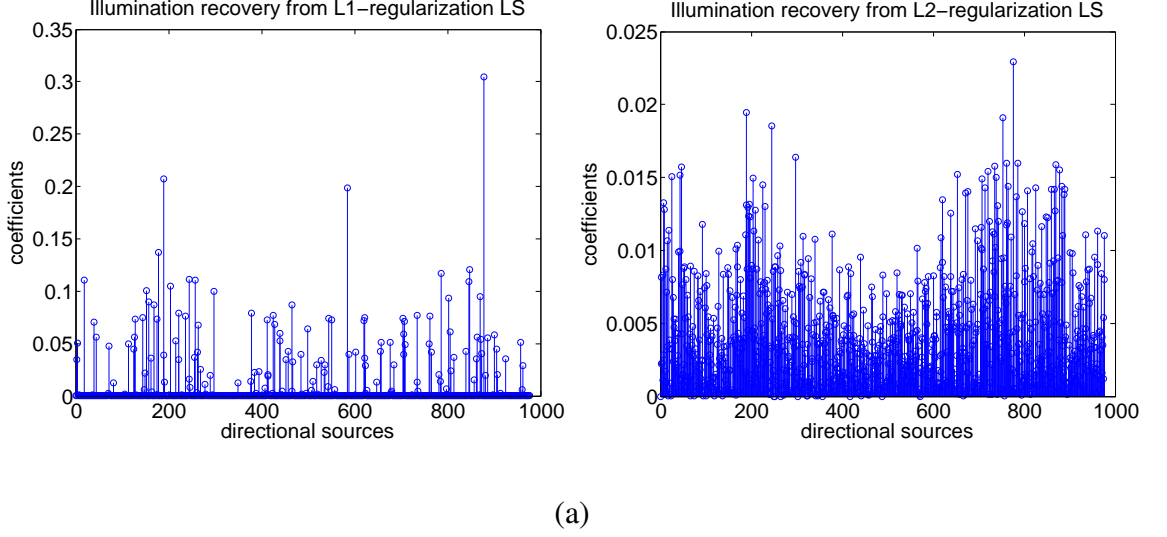 Illumination recovery from L1−regularization LS
0.35
0.3
0.25
0.2
0.15
0.1
0.05
0
coefficients
0 200 400 600 800 1000
directional sources
Illumination recovery from L2−regularization LS
0.025
0.02
0.015
0.01
0.005
0
coefficients
0 200 400 600 800 1000
directional sources
(a)